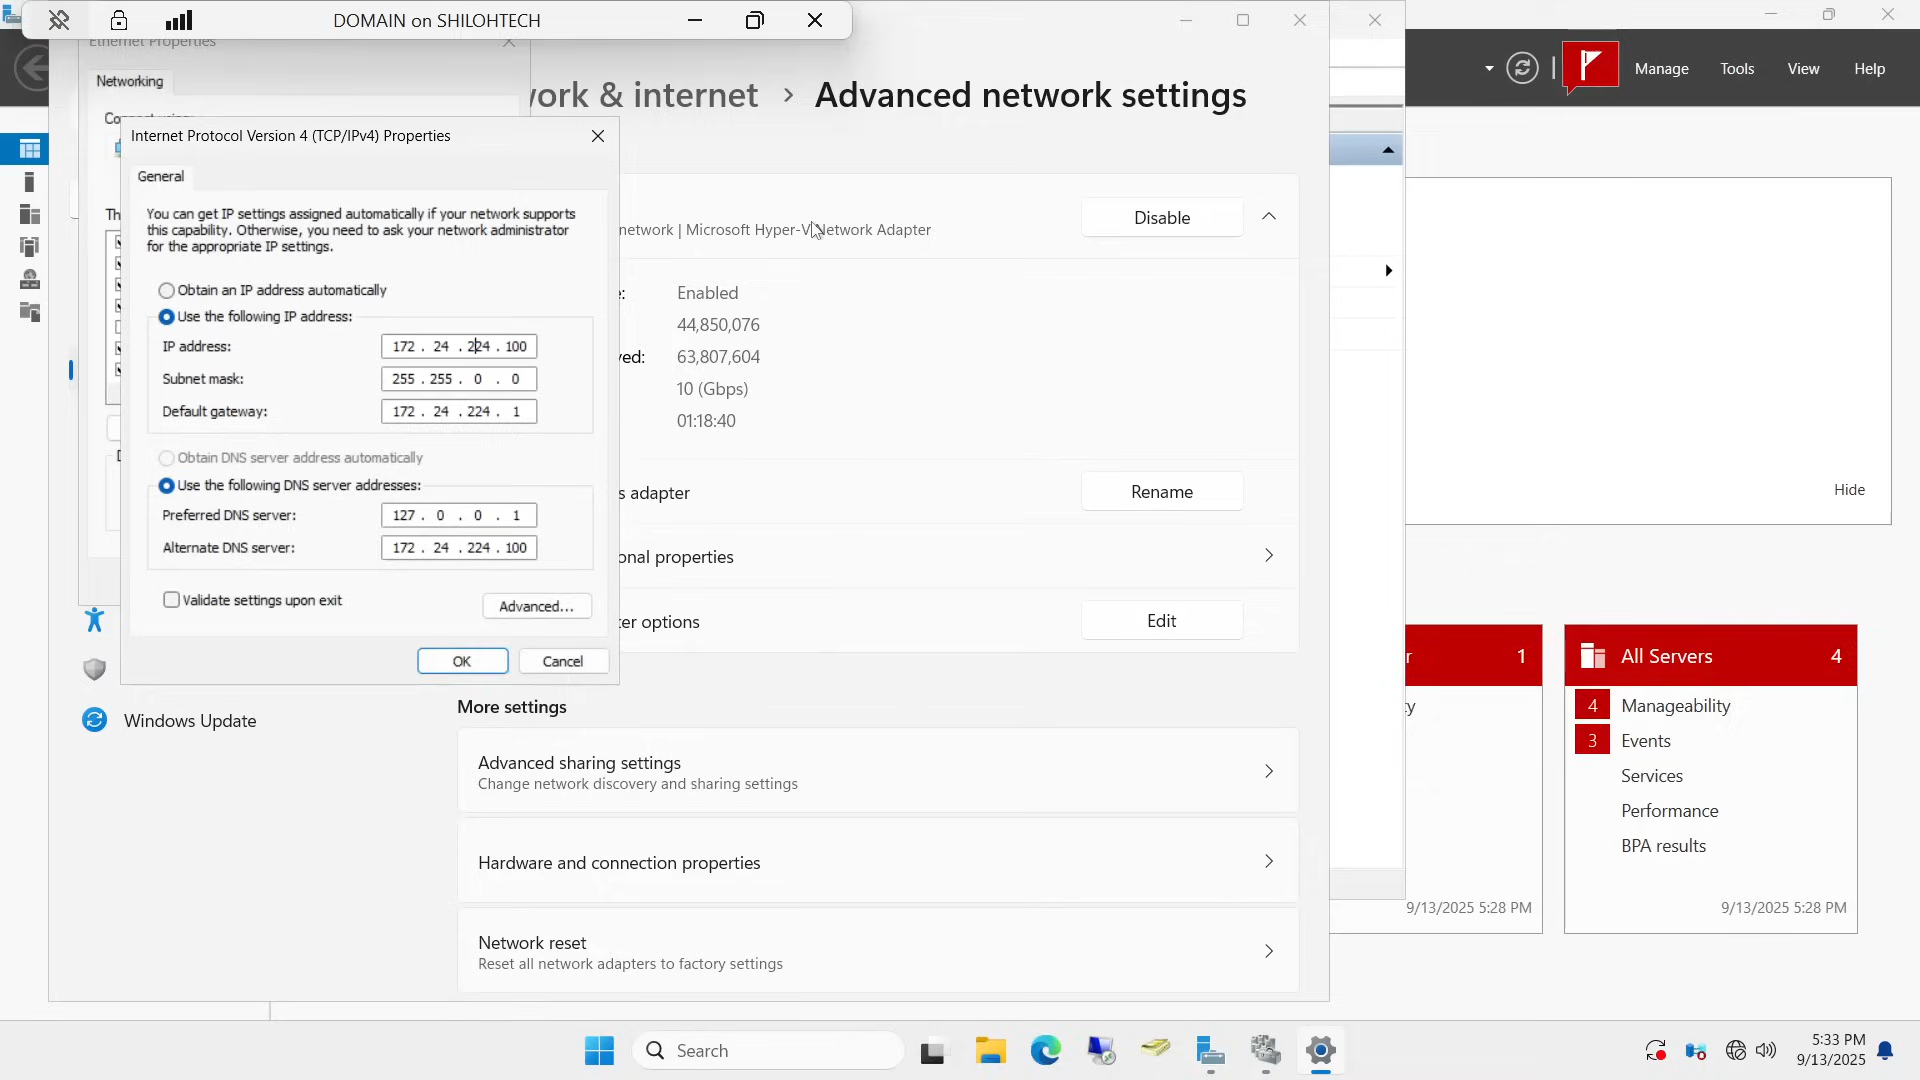 DOMAIN on SHILOHTECH
Ethernet Properties
Networking
Manage
Tools
View
Help
& internet › Advanced network settings
Internet Protocol Version 4 (TCP/IPv4) Properties
General
You can get IP settings assigned automatically if your network supports
this capability. Otherwise, you need to ask your network administrator
for the appropriate IP settings.
Obtain an IP address automatically
Use the following IP address:
IP address: 172 . 24 . 224 . 100
Subnet mask: 255 . 255 . 0 . 0
Default gateway: 172 . 24 . 224 . 1
Obtain DNS server address automatically
Use the following DNS server addresses:
Preferred DNS server: 127 . 0 . 0 . 1
Alternate DNS server: 172 . 24 . 224 . 100
Validate settings upon exit
Advanced...
OK
Cancel
network | Microsoft Hyper-V Network Adapter
Disable
Enabled
44,850,076
63,807,604
10 (Gbps)
01:18:40
adapter
Rename
properties
options
Edit
More settings
Advanced sharing settings
Change network discovery and sharing settings
Hardware and connection properties
Network reset
Reset all network adapters to factory settings
Windows Update
Hide
1
9/13/2025 5:28 PM
All Servers 4
4 Manageability
3 Events
Services
Performance
BPA results
9/13/2025 5:28 PM
Search
5:33 PM
9/13/2025